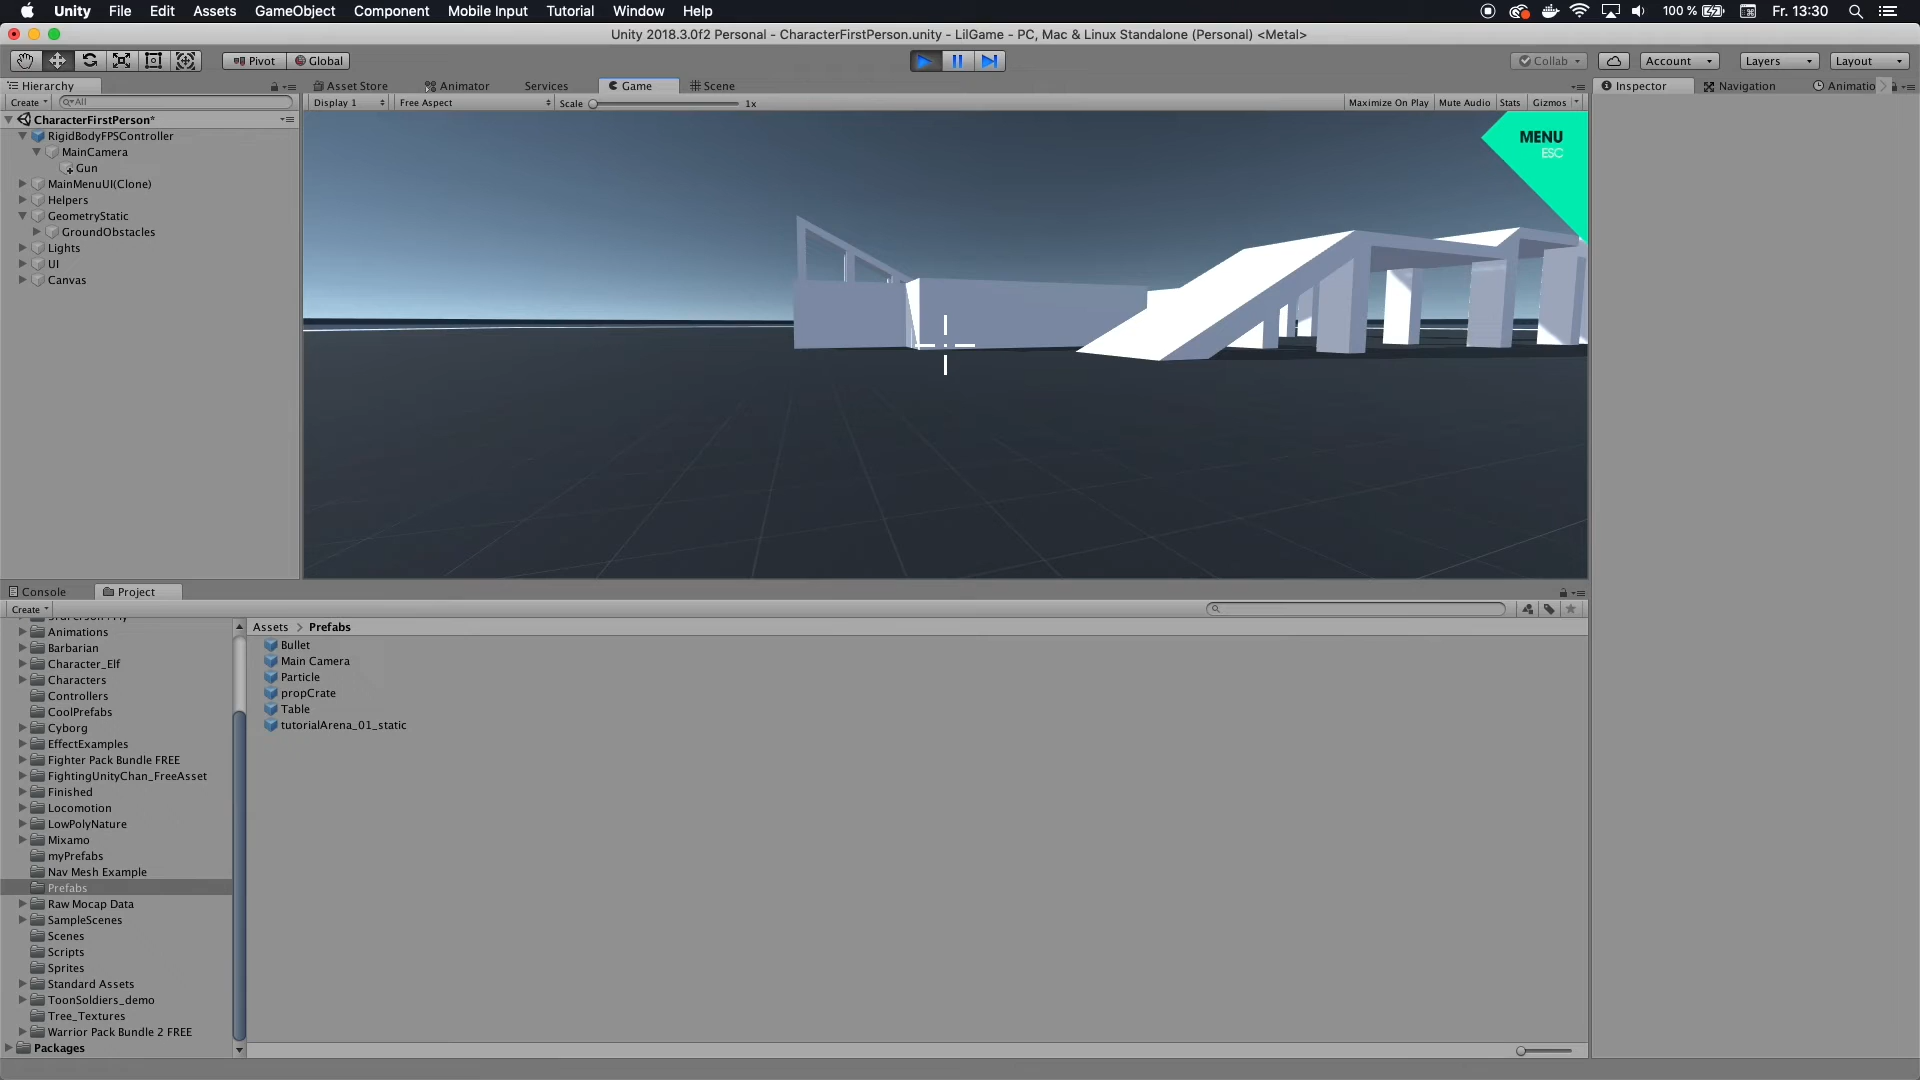 Unity File Edit Assets GameObject Component Mobile Input Tutorial Window Help 100 % Fr. 13:30
Unity 2018.3.0f2 Personal - CharacterFirstPerson.unity - LilGame - PC, Mac & Linux Standalone (Personal) <Metal>
Pivot Global Collab Account Layers Layout
Hierarchy Asset Store Animator Services Game Scene Inspector Navigation Animatio
Create All Display 1 Free Aspect Scale 1x Maximize On Play Mute Audio Stats Gizmos
CharacterFirstPerson*
RigidBodyFPSController
MainCamera
Gun
MainMenuUI(Clone)
Helpers
GeometryStatic
GroundObstacles
Lights
UI
Canvas
MENU
ESC
Console Project
Create
Assets > Prefabs
Animations
Barbarian
Character_Elf
Characters
Controllers
CoolPrefabs
Cyborg
EffectExamples
Fighter Pack Bundle FREE
FightingUnityChan_FreeAsset
Finished
Locomotion
LowPolyNature
Mixamo
myPrefabs
Nav Mesh Example
Prefabs
Raw Mocap Data
SampleScenes
Scenes
Scripts
Sprites
Standard Assets
ToonSoldiers_demo
Tree_Textures
Warrior Pack Bundle 2 FREE
Packages
Bullet
Main Camera
Particle
propCrate
Table
tutorialArena_01_static